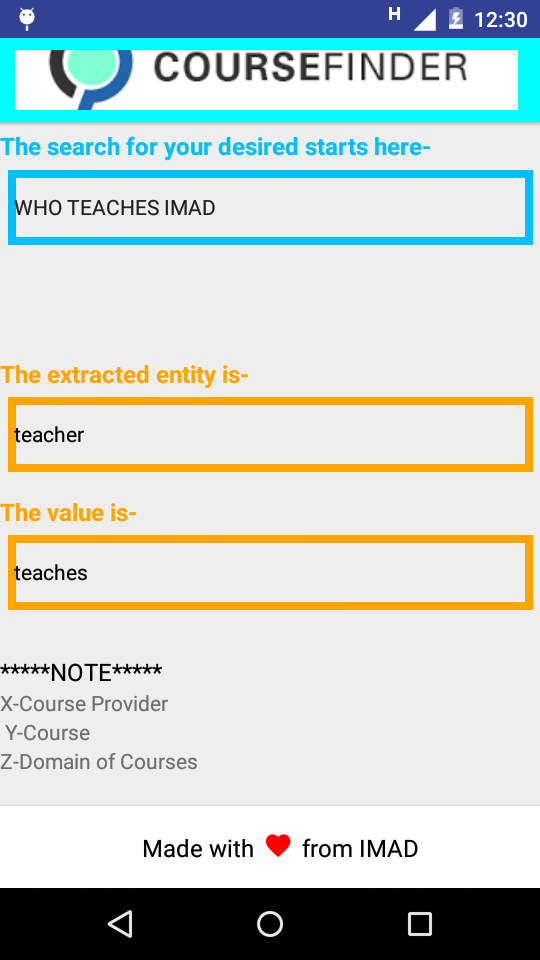 H 12:30
COURSEFINDER
The search for your desired starts here-
WHO TEACHES IMAD
The extracted entity is-
teacher
The value is-
teaches
*****NOTE*****
X-Course Provider
Y-Course
Z-Domain of Courses
Made with ❤ from IMAD